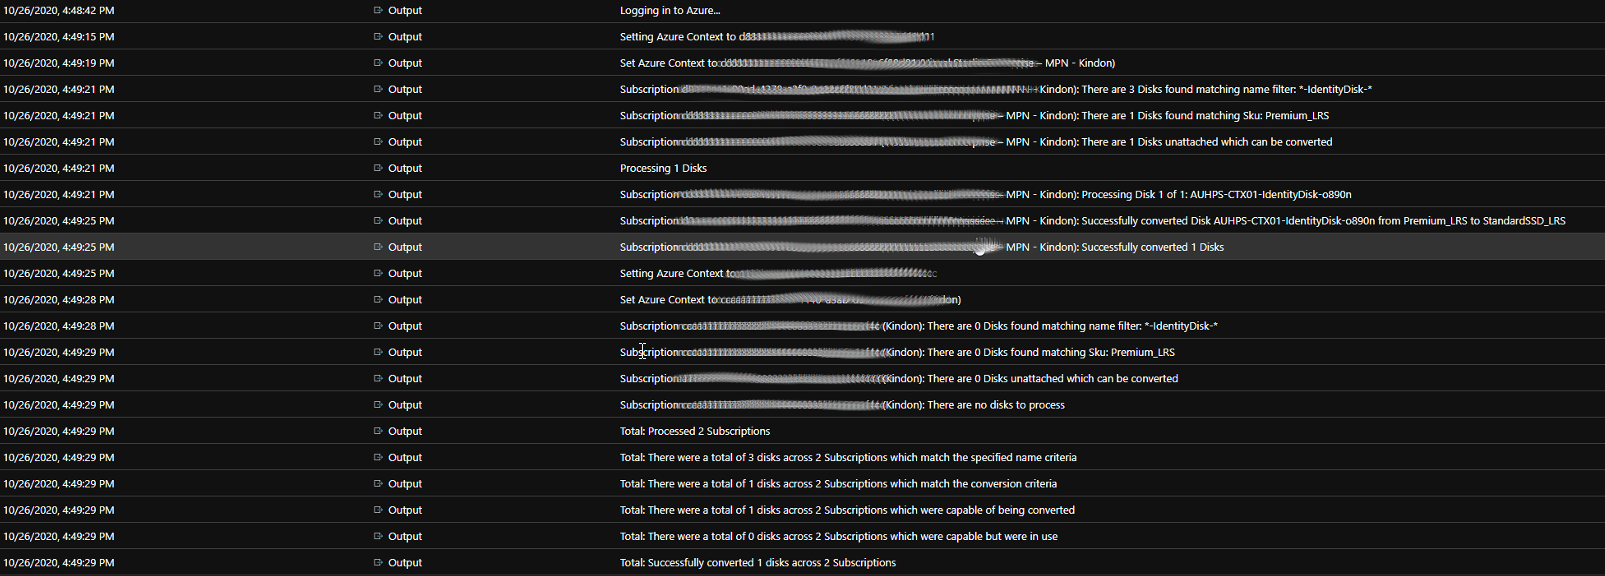 10/26/2020, 4:48:42 PM Output Logging in to Azure...
10/26/2020, 4:49:15 PM Output Setting Azure Context to
10/26/2020, 4:49:19 PM Output Set Azure Context to – MPN - Kindon)
10/26/2020, 4:49:21 PM Output Subscription Kindon): There are 3 Disks found matching name filter: *-IdentityDisk-*
10/26/2020, 4:49:21 PM Output Subscription – MPN - Kindon): There are 1 Disks found matching Sku: Premium_LRS
10/26/2020, 4:49:21 PM Output Subscription – MPN - Kindon): There are 1 Disks unattached which can be converted
10/26/2020, 4:49:21 PM Output Processing 1 Disks
10/26/2020, 4:49:21 PM Output Subscription – MPN - Kindon): Processing Disk 1 of 1: AUHPS-CTX01-IdentityDisk-o890n
10/26/2020, 4:49:25 PM Output Subscription – MPN - Kindon): Successfully converted Disk AUHPS-CTX01-IdentityDisk-o890n from Premium_LRS to StandardSSD_LRS
10/26/2020, 4:49:25 PM Output Subscription MPN - Kindon): Successfully converted 1 Disks
10/26/2020, 4:49:25 PM Output Setting Azure Context to
10/26/2020, 4:49:28 PM Output Set Azure Context to
10/26/2020, 4:49:28 PM Output Subscription (Kindon): There are 0 Disks found matching name filter: *-IdentityDisk-*
10/26/2020, 4:49:29 PM Output Subscription (Kindon): There are 0 Disks found matching Sku: Premium_LRS
10/26/2020, 4:49:29 PM Output Subscription (Kindon): There are 0 Disks unattached which can be converted
10/26/2020, 4:49:29 PM Output Subscription (Kindon): There are no disks to process
10/26/2020, 4:49:29 PM Output Total: Processed 2 Subscriptions
10/26/2020, 4:49:29 PM Output Total: There were a total of 3 disks across 2 Subscriptions which match the specified name criteria
10/26/2020, 4:49:29 PM Output Total: There were a total of 1 disks across 2 Subscriptions which match the conversion criteria
10/26/2020, 4:49:29 PM Output Total: There were a total of 1 disks across 2 Subscriptions which were capable of being converted
10/26/2020, 4:49:29 PM Output Total: There were a total of 0 disks across 2 Subscriptions which were capable but were in use
10/26/2020, 4:49:29 PM Output Total: Successfully converted 1 disks across 2 Subscriptions